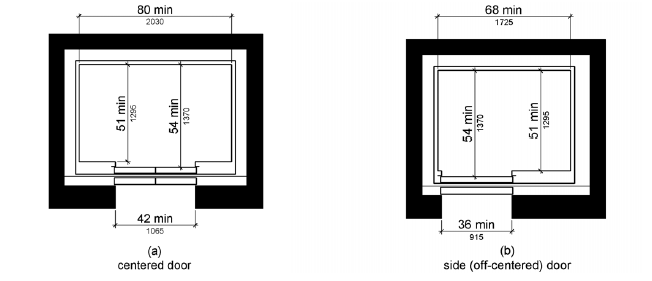 80 min
2030
51 min
1295
54 min
1370
42 min
1065
(a)
centered door
68 min
1725
54 min
1370
51 min
1295
36 min
915
(b)
side (off-centered) door